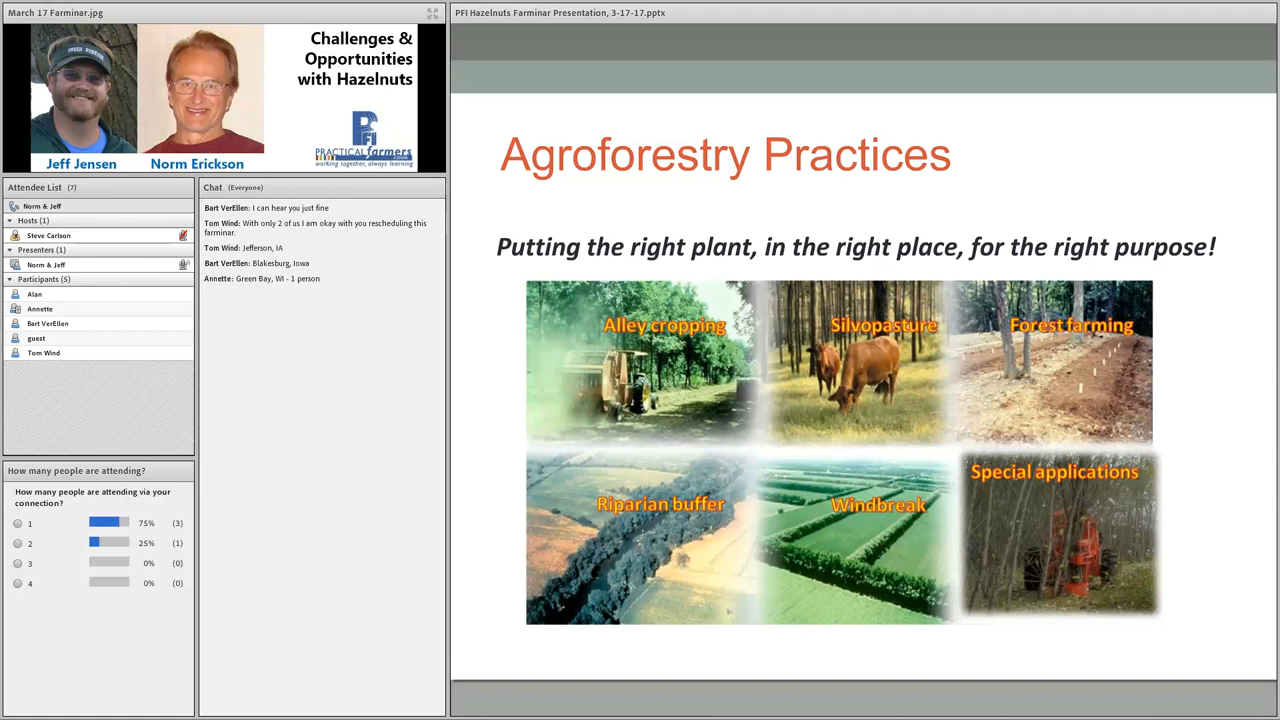 March 17 Farminar.jpg
Challenges &
Opportunities
with Hazelnuts
PFI
PRACTICAL farmers
working together, always learning
Jeff Jensen
Norm Erickson
Attendee List (7)
Norm & Jeff
Hosts (1)
Steve Carlson
Presenters (1)
Norm & Jeff
Participants (5)
Alan
Annette
Bart VerEllen
guest
Tom Wind
Chat (Everyone)
Bart VerEllen: I can hear you just fine
Tom Wind: With only 2 of us I am okay with you rescheduling this
farminar.
Tom Wind: Jefferson, IA
Bart VerEllen: Blakesburg, Iowa
Annette: Green Bay, WI - 1 person
How many people are attending?
How many people are attending via your
connection?
1 75% (3)
2 25% (1)
3 0% (0)
4 0% (0)
PFI Hazelnuts Farminar Presentation, 3-17-17.pptx
Agroforestry Practices
Putting the right plant, in the right place, for the right purpose!
Alley cropping
Silvopasture
Forest farming
Riparian buffer
Windbreak
Special applications